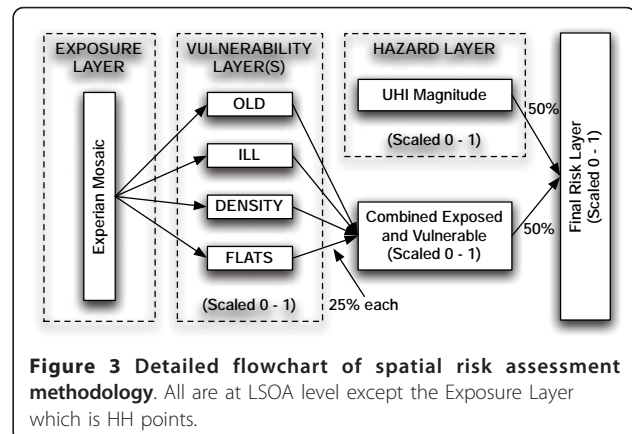 EXPOSURE
LAYER
VULNERABILITY
LAYER(S)
HAZARD LAYER
Experian Mosaic
OLD
ILL
DENSITY
FLATS
(Scaled 0 - 1)
25% each
UHI Magnitude
(Scaled 0 - 1)
Combined Exposed
and Vulnerable
(Scaled 0 - 1)
50%
50%
Final Risk Layer
(Scaled 0 - 1)
Figure 3 Detailed flowchart of spatial risk assessment
methodology. All are at LSOA level except the Exposure Layer
which is HH points.